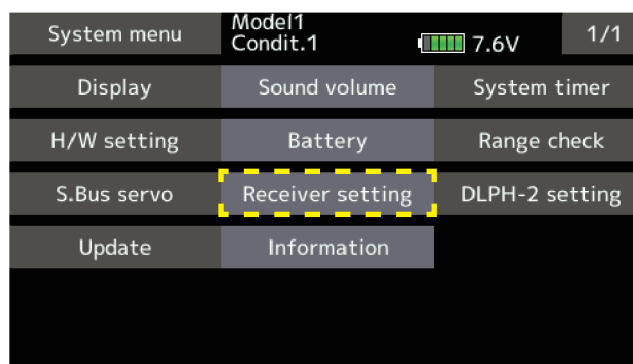 System menu
Model1
Condit.1
7.6V
1/1
Display
Sound volume
System timer
H/W setting
Battery
Range check
S.Bus servo
Receiver setting
DLPH-2 setting
Update
Information